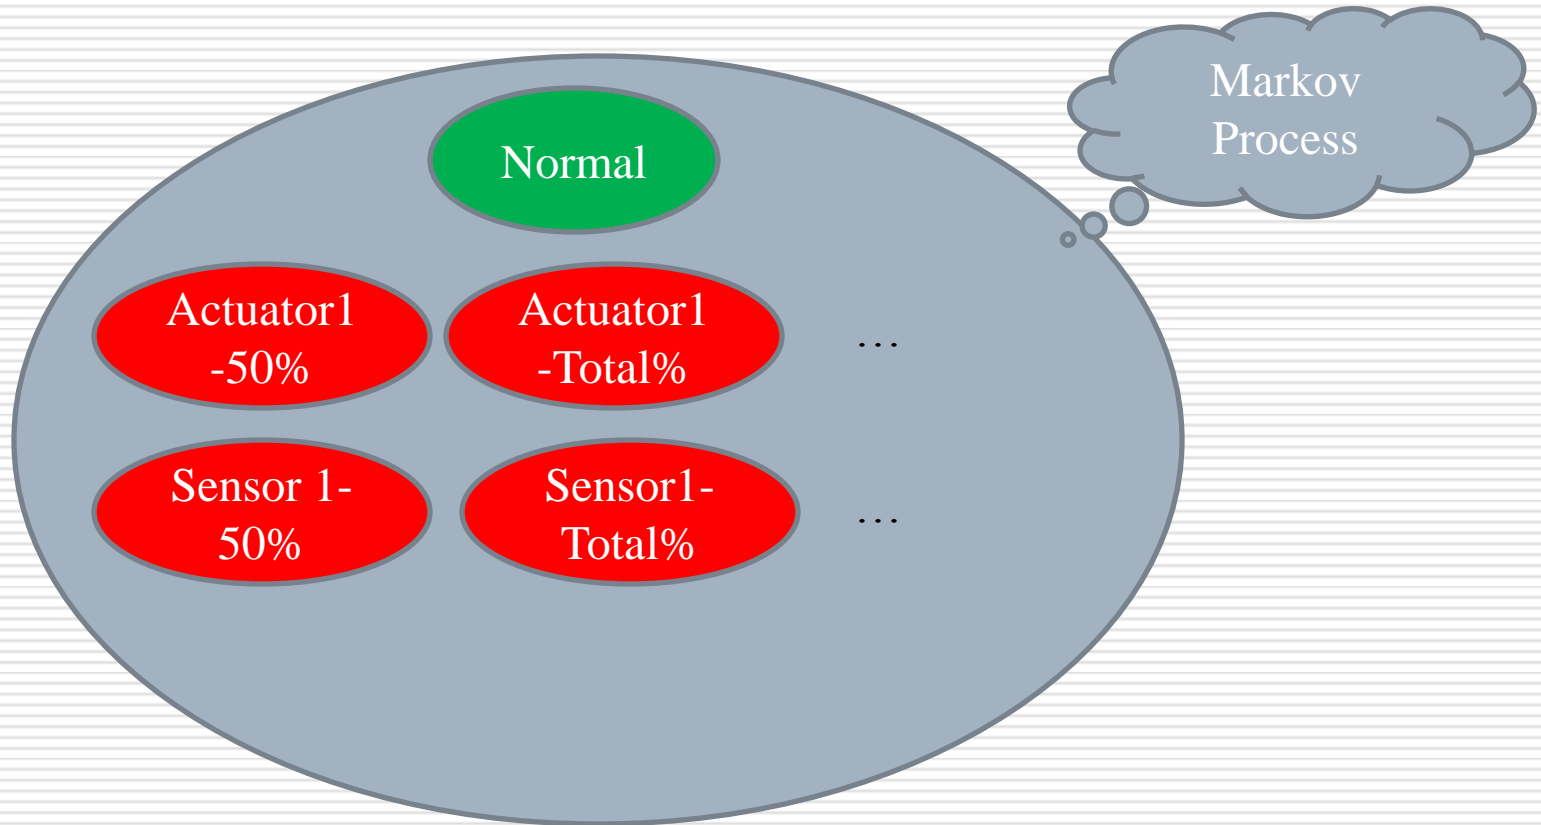 Markov
Process
Normal
Actuator1
-50%
Actuator1
-Total%
…
Sensor 1-
50%
Sensor1-
Total%
…